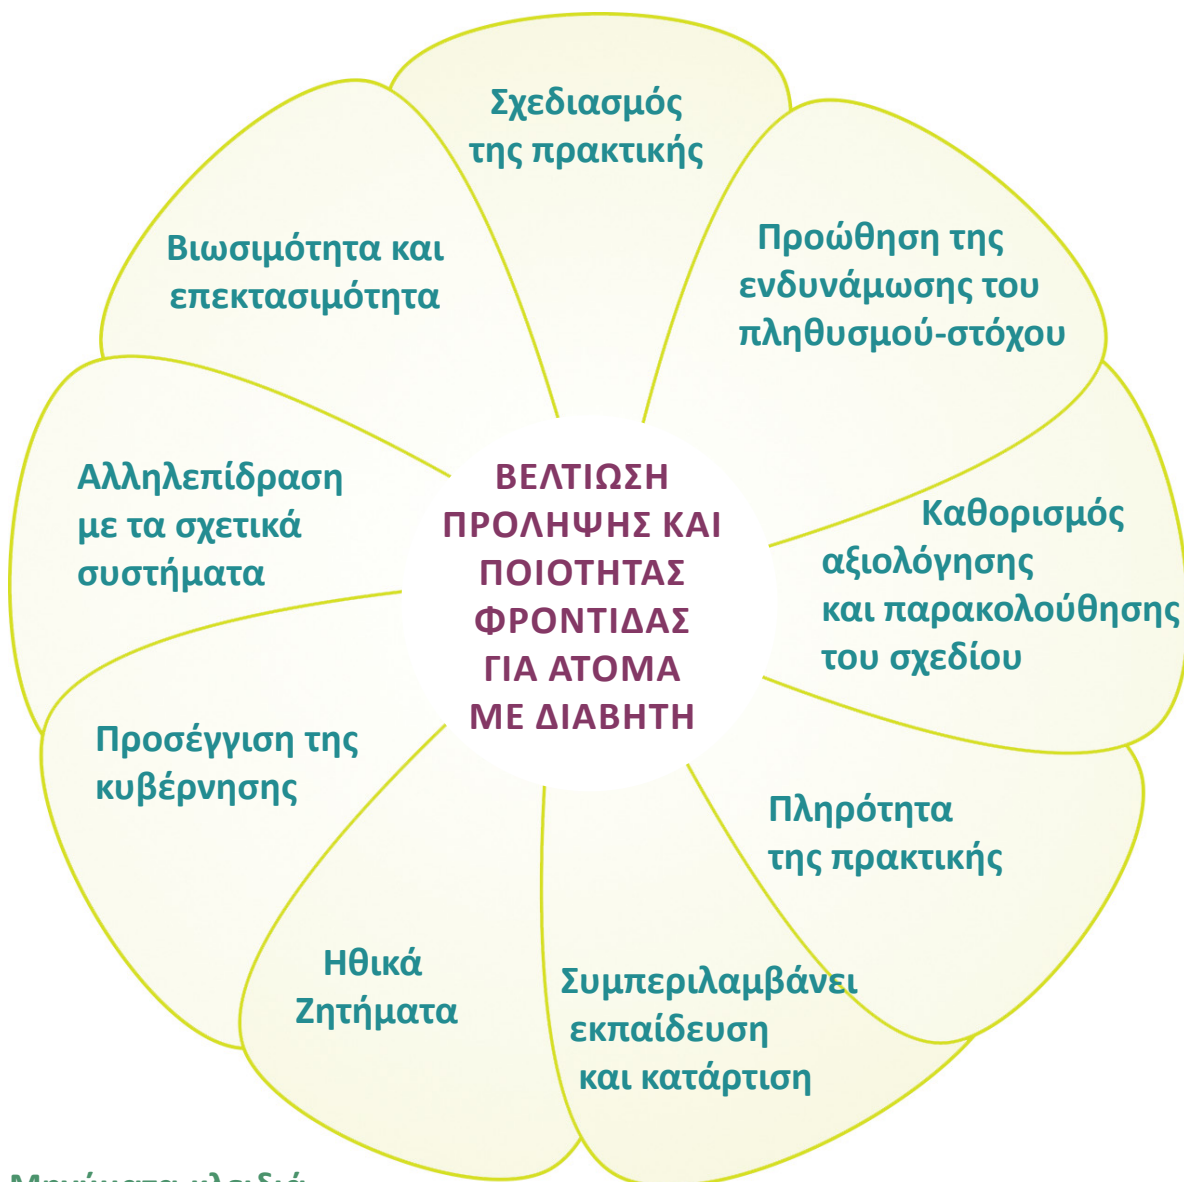 Σχεδιασμός
της πρακτικής
Προώθηση της
ενδυνάμωσης του
πληθυσμού-στόχου
Καθορισμός
αξιολόγησης
και παρακολούθησης
του σχεδίου
Πληρότητα
της πρακτικής
Συμπεριλαμβάνει
εκπαίδευση
και κατάρτιση
Ηθικά
Ζητήματα
Προσέγγιση της
κυβέρνησης
Αλληλεπίδραση
με τα σχετικά
συστήματα
Βιωσιμότητα και
επεκτασιμότητα
ΒΕΛΤΙΩΣΗ
ΠΡΟΛΗΨΗΣ ΚΑΙ
ΠΟΙΟΤΗΤΑΣ
ΦΡΟΝΤΙΔΑΣ
ΓΙΑ ΑΤΟΜΑ
ΜΕ ΔΙΑΒΗΤΗ